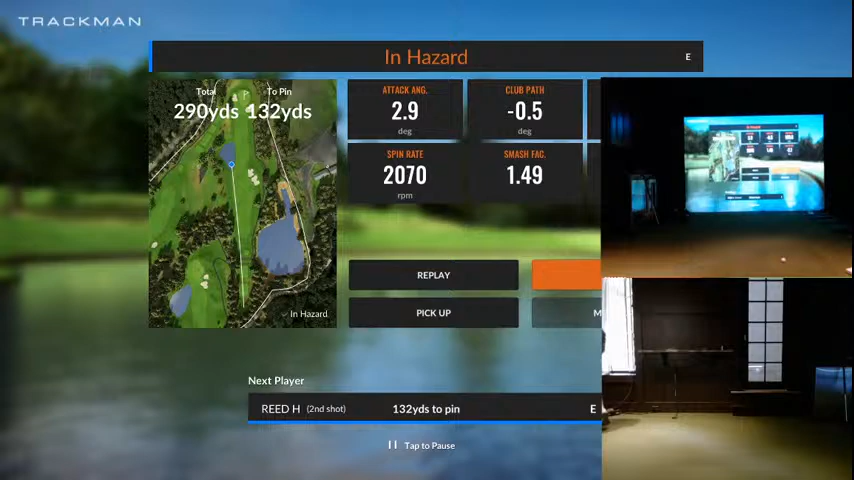 TRACKMAN
In Hazard
E
Total
To Pin
290yds
132yds
ATTACK ANG.
2.9
deg
CLUB PATH
-0.5
deg
SPIN RATE
2070
rpm
SMASH FAC.
1.49
In Hazard
REPLAY
PICK UP
M
Next Player
REED H (2nd shot) 132yds to pin E
Tap to Pause